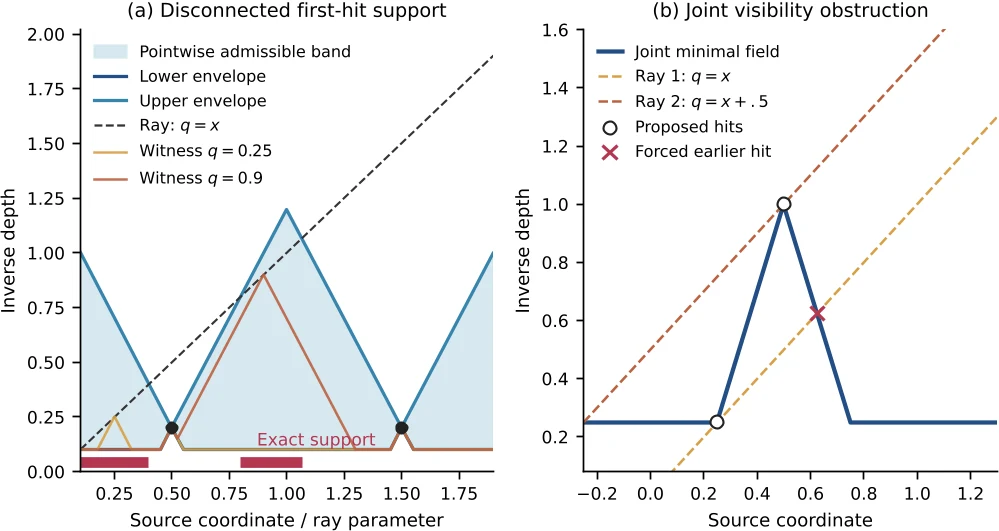 (a) Disconnected first-hit support
2.00
1.75
1.50
1.25
1.00
0.75
0.50
0.25
0.00
Inverse depth
Pointwise admissible band
Lower envelope
Upper envelope
Ray: q = x
Witness q = 0.25
Witness q = 0.9
Exact support
0.25 0.50 0.75 1.00 1.25 1.50 1.75
Source coordinate / ray parameter
(b) Joint visibility obstruction
1.6
1.4
1.2
1.0
0.8
0.6
0.4
0.2
Inverse depth
Joint minimal field
Ray 1: q = x
Ray 2: q = x + .5
Proposed hits
Forced earlier hit
−0.2 0.0 0.2 0.4 0.6 0.8 1.0 1.2
Source coordinate